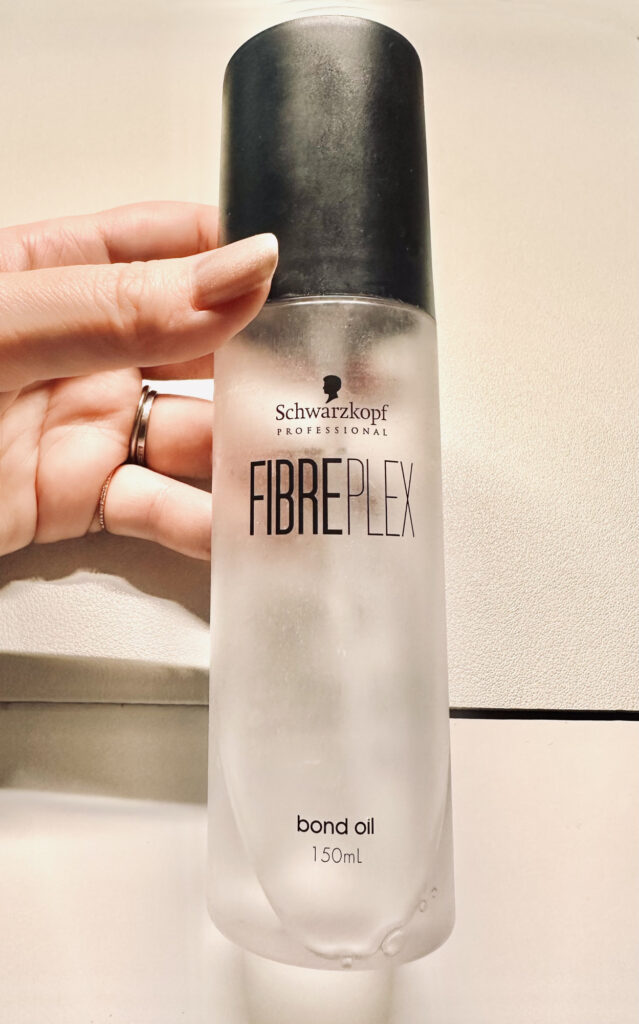 Schwarzkopf
PROFESSIONAL
FIBREPLEX
bond oil
150mL